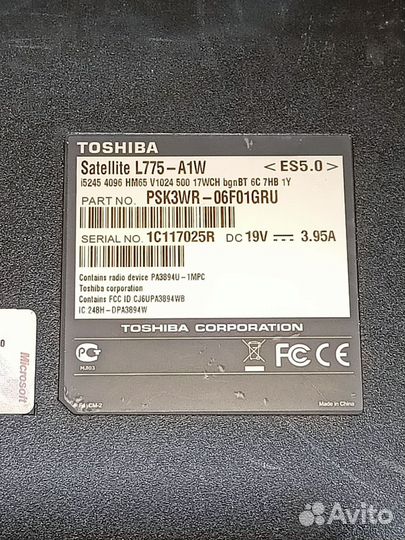 TOSHIBA
Satellite L775-A1W <ES5.0>
i5245 4096 HM65 V1024 500 17WCH bgnBT 6C 7HB 1Y
PART NO. PSK3WR-06F01GRU
SERIAL NO. 1C117025R DC 19V 3.95A
Contains radio device PA3894U-1MPC
Toshiba corporation
Contains FCC ID CJ6UPA3894WB
IC 248H-DPA3894W
TOSHIBA CORPORATION
FCC CE
Made in China
Microsoft
Avito